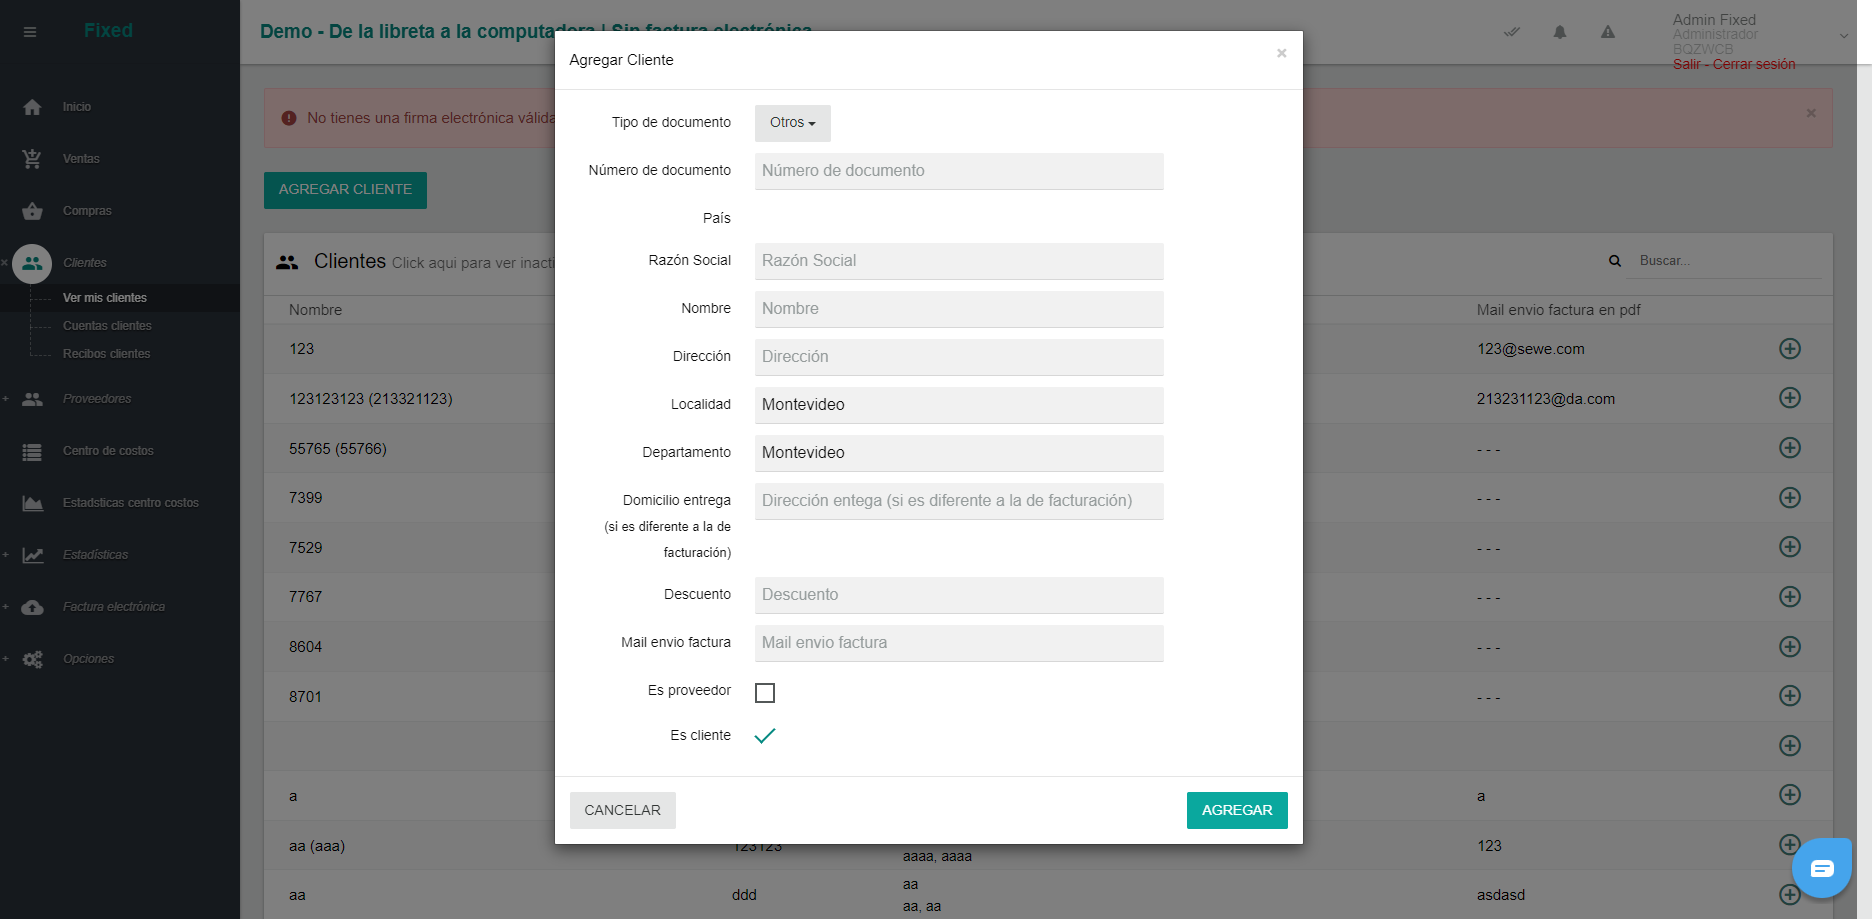 Fixed
Demo - De la libreta a la computadora | Sin factura electrónica
Admin Fixed
Administrador
BQZWCB
Salir - Cerrar sesión
Inicio
Ventas
Compras
Clientes
Ver mis clientes
Cuentas clientes
Recibos clientes
Proveedores
Centro de costos
Estadsticas centro costos
Estadísticas
Factura electrónica
Opciones
No tienes una firma electrónica válida
×
AGREGAR CLIENTE
Clientes Click aqui para ver inacti
Buscar...
Nombre
Mail envio factura en pdf
123
123@sewe.com
123123123 (213321123)
213231123@da.com
55765 (55766)
- - -
7399
- - -
7529
- - -
7767
- - -
8604
- - -
8701
- - -
a
a
aa (aaa)
123123
aaaa, aaaa
123
aa
ddd
aa
aa, aa
asdasd
Agregar Cliente
×
Tipo de documento
Otros
Número de documento
Número de documento
País
Razón Social
Razón Social
Nombre
Nombre
Dirección
Dirección
Localidad
Montevideo
Departamento
Montevideo
Domicilio entrega
(si es diferente a la de
facturación)
Dirección entega (si es diferente a la de facturación)
Descuento
Descuento
Mail envio factura
Mail envio factura
Es proveedor
Es cliente
CANCELAR
AGREGAR